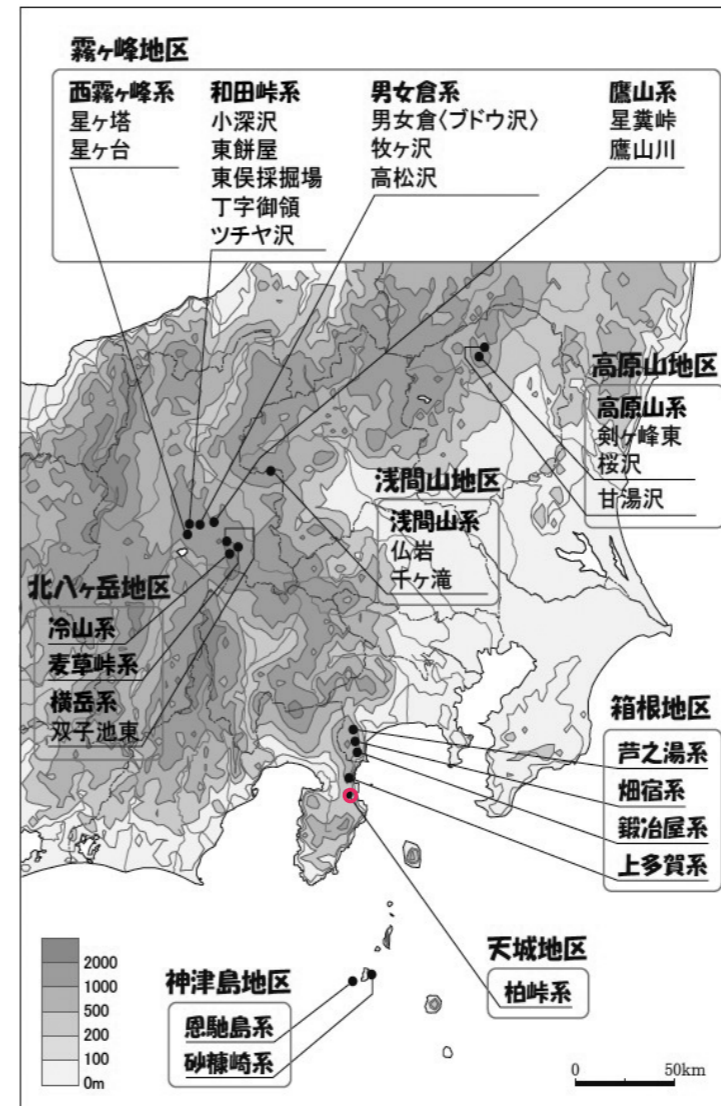 霧ヶ峰地区
西霧ヶ峰系
星ヶ塔
星ヶ台
和田峠系
小深沢
東餅屋
東俣採掘場
丁字御領
ツチヤ沢
男女倉系
男女倉〈ブドウ沢〉
牧ヶ沢
高松沢
鷹山系
星糞峠
鷹山川
高原山地区
高原山系
剣ヶ峰東
桜沢
甘湯沢
浅間山地区
浅間山系
仏岩
千ヶ滝
北八ヶ岳地区
冷山系
麦草峠系
横岳系
双子池東
箱根地区
芦之湯系
畑宿系
鍛冶屋系
上多賀系
天城地区
柏峠系
神津島地区
恩馳島系
砂糠崎系
2000
1000
500
200
100
0m
0 50km